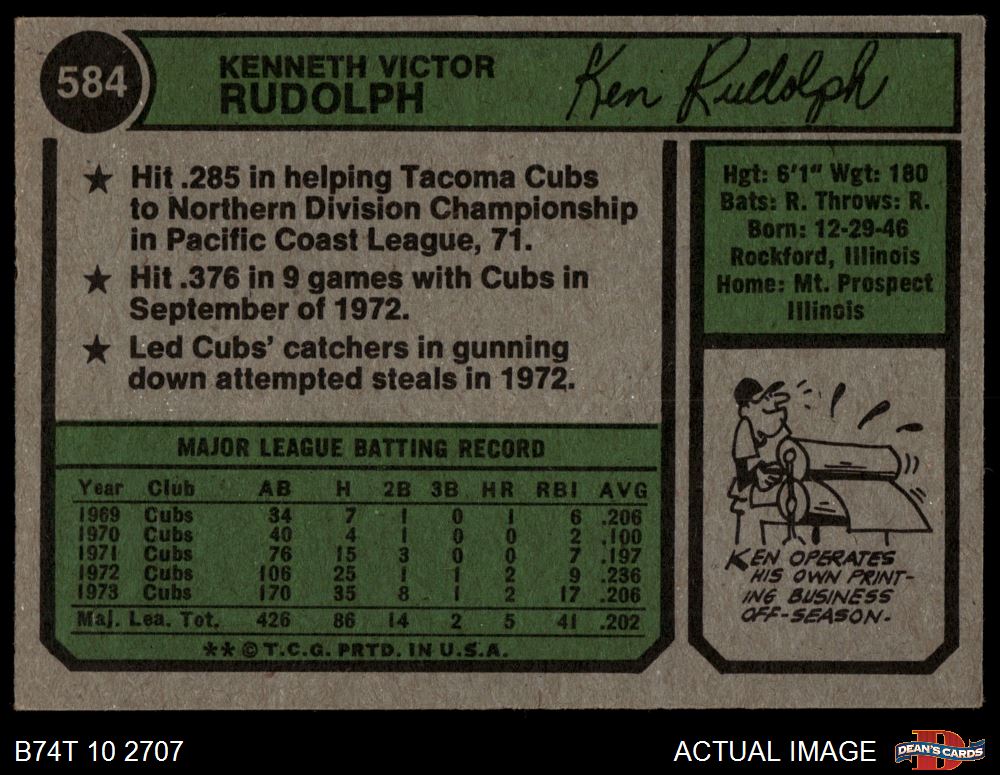 584
KENNETH VICTOR
RUDOLPH
Ken Rudolph
★ Hit .285 in helping Tacoma Cubs
to Northern Division Championship
in Pacific Coast League, 71.
★ Hit .376 in 9 games with Cubs in
September of 1972.
★ Led Cubs' catchers in gunning
down attempted steals in 1972.
Hgt: 6'1" Wgt: 180
Bats: R. Throws: R.
Born: 12-29-46
Rockford, Illinois
Home: Mt. Prospect
Illinois
MAJOR LEAGUE BATTING RECORD
Year Club AB H 2B 3B HR RBI AVG
1969 Cubs 34 7 1 0 1 6 .206
1970 Cubs 40 4 1 0 0 2 .100
1971 Cubs 76 15 3 0 0 7 .197
1972 Cubs 106 25 1 1 2 9 .236
1973 Cubs 170 35 8 1 2 17 .206
Maj. Lea. Tot. 426 86 14 2 5 41 .202
** © T.C.G. PRTD. IN U.S.A.
KEN OPERATES
HIS OWN PRINT-
ING BUSINESS
OFF-SEASON.
B74T 10 2707
ACTUAL IMAGE
D
DEAN'S CARDS